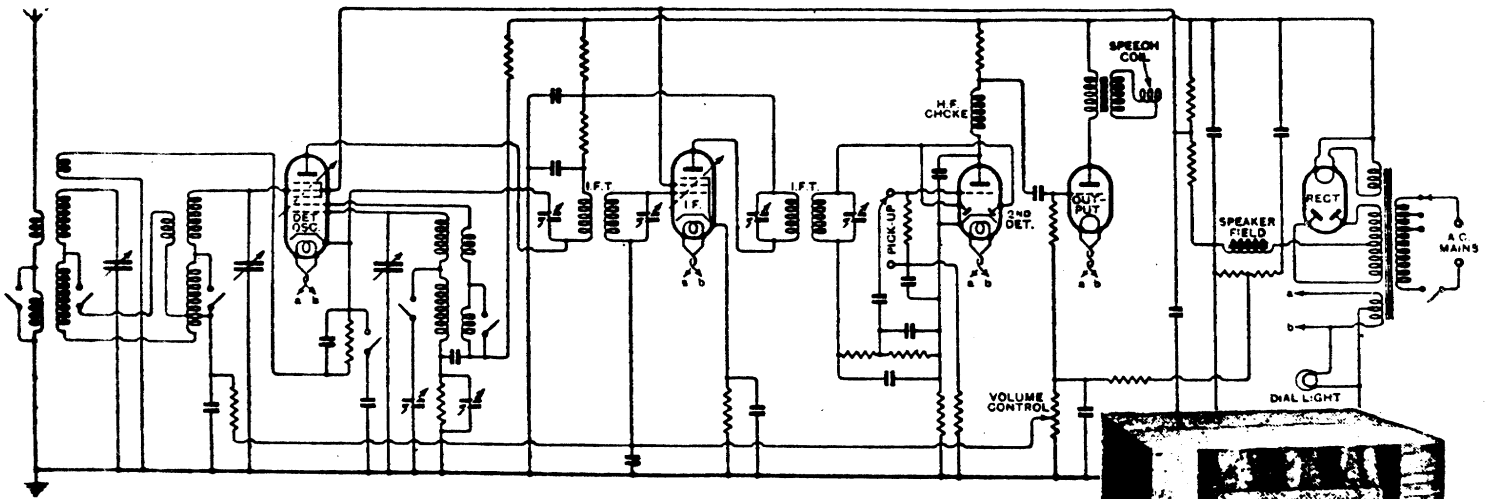 SPEECH
COIL
H.F.
CHOKE
DET
OSC.
I.F.T.
I.F.
I.F.T.
PICK-UP
2ND
DET.
OUT-
PUT
RECT
SPEAKER
FIELD
A.C.
MAINS
a b
a b
a b
a b
a
b
VOLUME
CONTROL
DIAL LIGHT